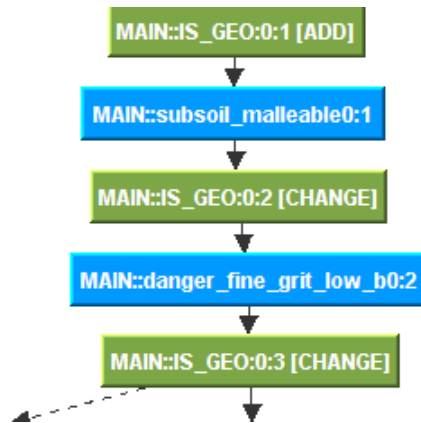 MAIN::IS_GEO:0:1 [ADD]
MAIN::subsoil_malleable0:1
MAIN::IS_GEO:0:2 [CHANGE]
MAIN::danger_fine_grit_low_b0:2
MAIN::IS_GEO:0:3 [CHANGE]